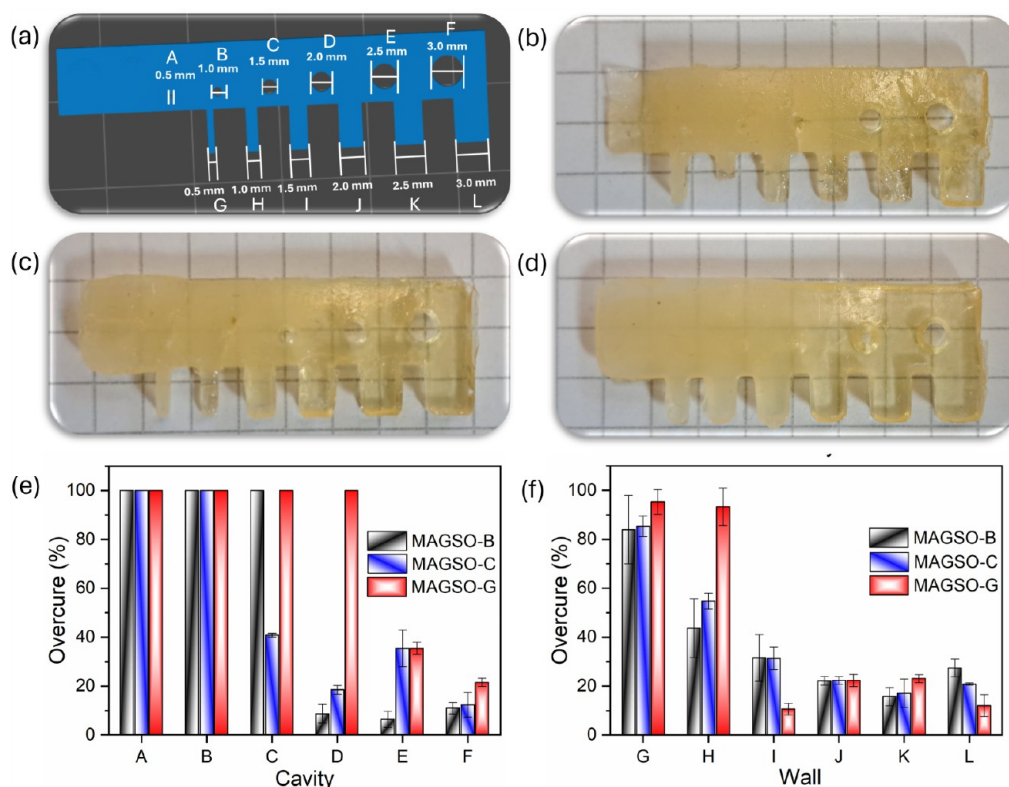 (a)
A
B
C
D
E
F
0.5 mm
1.0 mm
1.5 mm
2.0 mm
2.5 mm
3.0 mm
0.5 mm
1.0 mm
1.5 mm
2.0 mm
2.5 mm
3.0 mm
G
H
I
J
K
L
(b)
(c)
(d)
(e)
Overcure (%)
100
80
60
40
20
0
MAGSO-B
MAGSO-C
MAGSO-G
A B C D E F
Cavity
(f)
Overcure (%)
100
80
60
40
20
0
MAGSO-B
MAGSO-C
MAGSO-G
G H I J K L
Wall